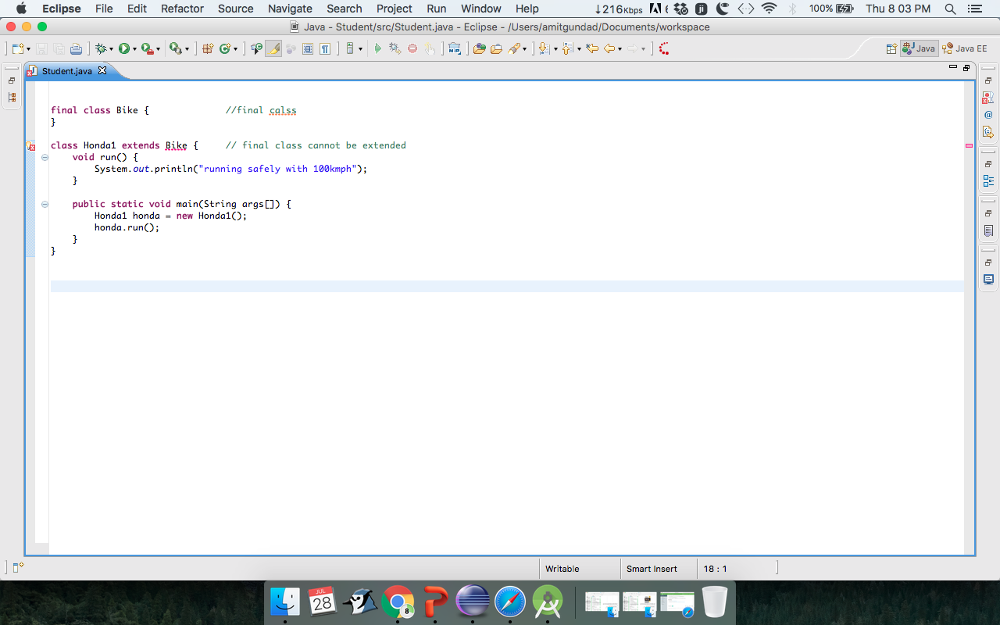 Eclipse File Edit Refactor Source Navigate Search Project Run Window Help ↓216Kbps 100% Thu 8 03 PM
Java - Student/src/Student.java - Eclipse - /Users/amitgundad/Documents/workspace
Java Java EE
Student.java
final class Bike { //final calss
}
class Honda1 extends Bike { // final class cannot be extended
void run() {
System.out.println("running safely with 100kmph");
}
public static void main(String args[]) {
Honda1 honda = new Honda1();
honda.run();
}
}
Writable Smart Insert 18 : 1
JUL
28
8